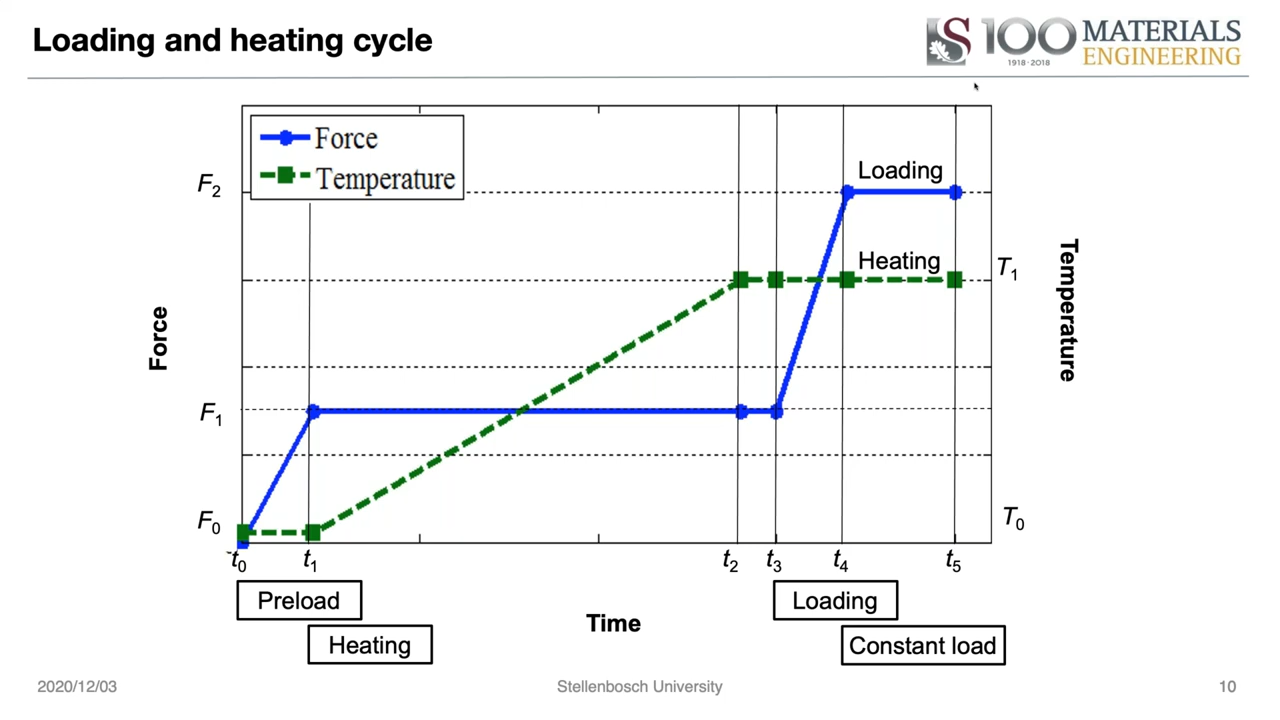 Loading and heating cycle
S 100 MATERIALS
ENGINEERING
1918 · 2018
Force
Temperature
Loading
Heating
F2
T1
F1
F0
T0
Force
Temperature
t0 t1 t2 t3 t4 t5
Preload
Loading
Time
Heating
Constant load
2020/12/03
Stellenbosch University
10